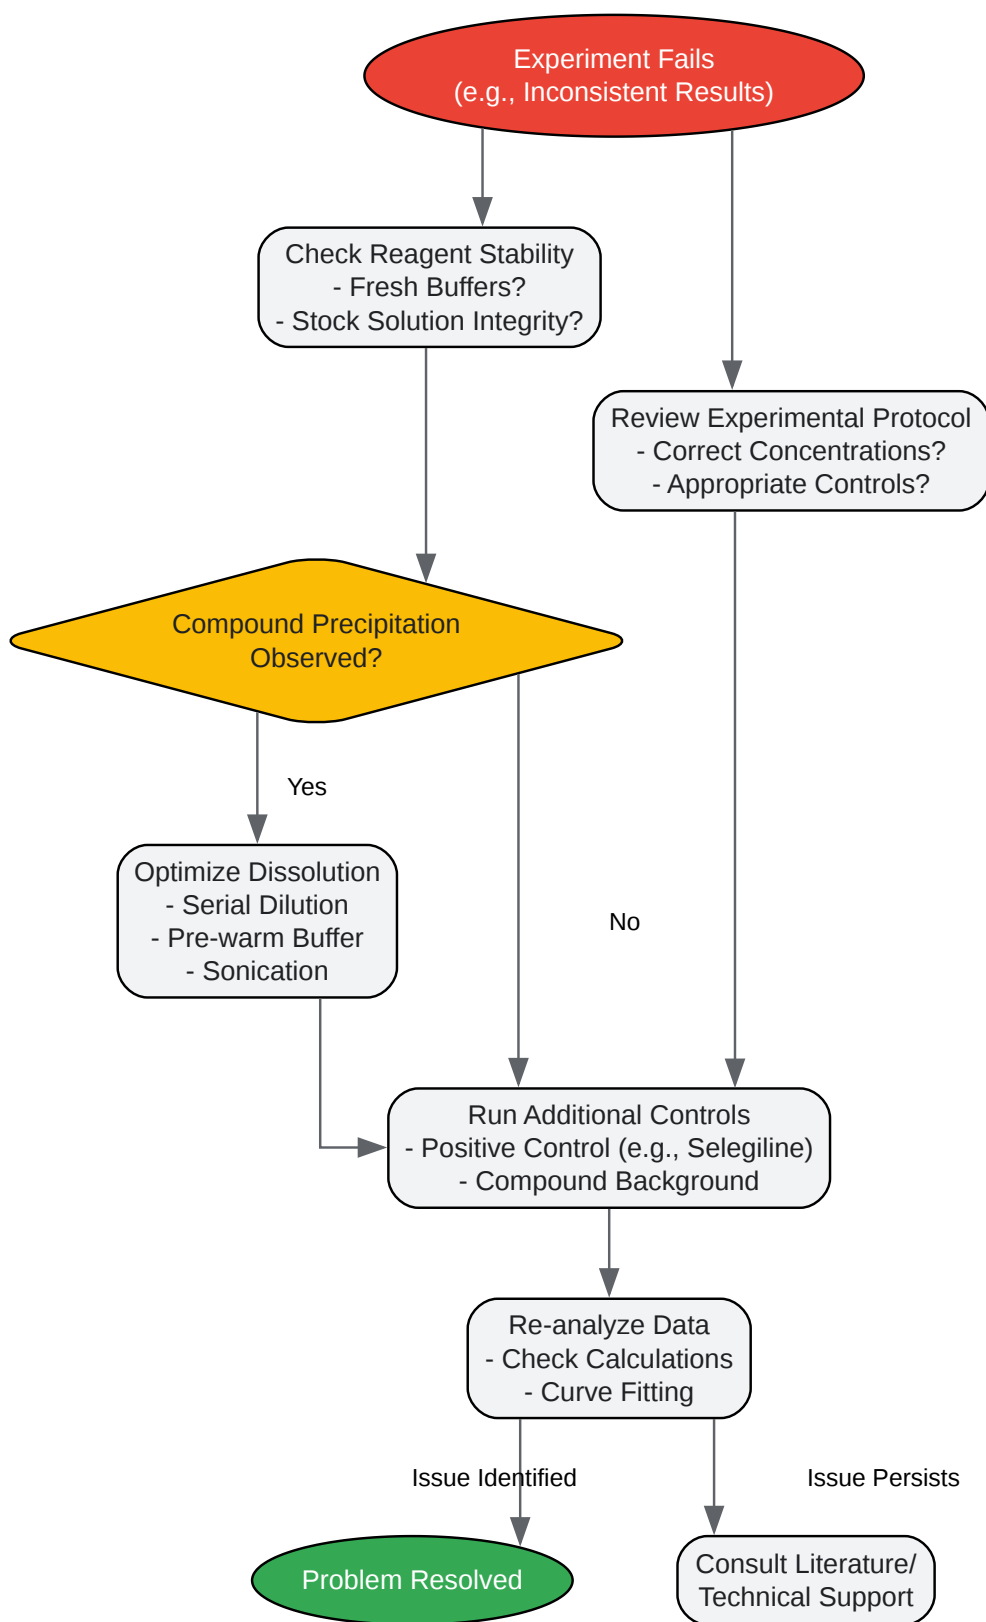 Experiment Fails
(e.g., Inconsistent Results)
Check Reagent Stability
- Fresh Buffers?
- Stock Solution Integrity?
Review Experimental Protocol
- Correct Concentrations?
- Appropriate Controls?
Compound Precipitation
Observed?
Yes
Optimize Dissolution
- Serial Dilution
- Pre-warm Buffer
- Sonication
No
Run Additional Controls
- Positive Control (e.g., Selegiline)
- Compound Background
Re-analyze Data
- Check Calculations
- Curve Fitting
Issue Identified
Issue Persists
Problem Resolved
Consult Literature/
Technical Support